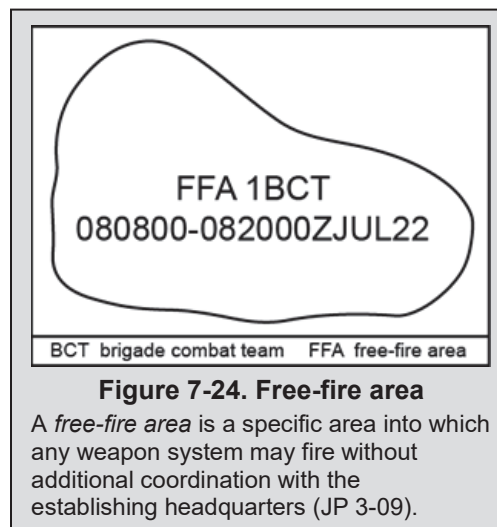 FFA 1BCT
080800-082000ZJUL22
BCT brigade combat team FFA free-fire area
Figure 7-24. Free-fire area
A free-fire area is a specific area into which
any weapon system may fire without
additional coordination with the
establishing headquarters (JP 3-09).